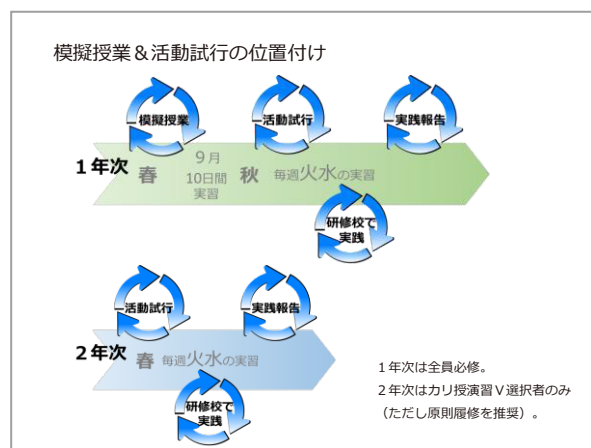 模擬授業＆活動試行の位置付け
模擬授業
活動試行
実践報告
1年次
春
9月
10日間
実習
秋
毎週火水の実習
研修校で
実践
活動試行
実践報告
2年次
春
毎週火水の実習
研修校で
実践
1年次は全員必修。
2年次はカリ授演習Ⅴ選択者のみ
（ただし原則履修を推奨）。